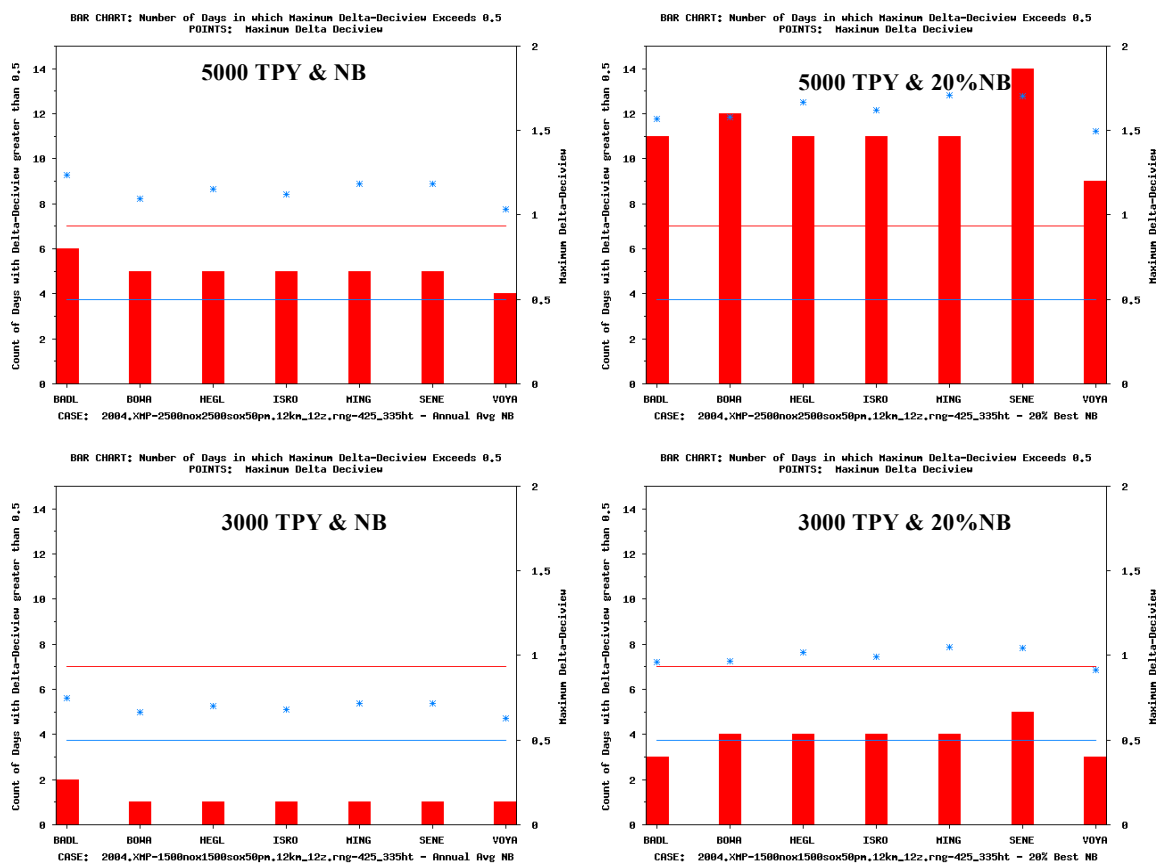 BAR CHART: Number of Days in which Maximum Delta-Deciview Exceeds 0.5
POINTS: Maximum Delta Deciview
5000 TPY & NB
Count of Days with Delta-Deciview greater than 0.5
14
12
10
8
6
4
2
0
2
1.5
1
0.5
0
Maximum Delta-Deciview
BADL BOWA HEGL ISRO MING SENE VOYA
CASE: 2004.XMP-2500nox2500sox50pm.12km_12z.rng-425_335ht - Annual Avg NB
BAR CHART: Number of Days in which Maximum Delta-Deciview Exceeds 0.5
POINTS: Maximum Delta Deciview
5000 TPY & 20%NB
Count of Days with Delta-Deciview greater than 0.5
14
12
10
8
6
4
2
0
2
1.5
1
0.5
0
Maximum Delta-Deciview
BADL BOWA HEGL ISRO MING SENE VOYA
CASE: 2004.XMP-2500nox2500sox50pm.12km_12z.rng-425_335ht - 20% Best NB
BAR CHART: Number of Days in which Maximum Delta-Deciview Exceeds 0.5
POINTS: Maximum Delta Deciview
3000 TPY & NB
Count of Days with Delta-Deciview greater than 0.5
14
12
10
8
6
4
2
0
2
1.5
1
0.5
0
Maximum Delta-Deciview
BADL BOWA HEGL ISRO MING SENE VOYA
CASE: 2004.XMP-1500nox1500sox50pm.12km_12z.rng-425_335ht - Annual Avg NB
BAR CHART: Number of Days in which Maximum Delta-Deciview Exceeds 0.5
POINTS: Maximum Delta Deciview
3000 TPY & 20%NB
Count of Days with Delta-Deciview greater than 0.5
14
12
10
8
6
4
2
0
2
1.5
1
0.5
0
Maximum Delta-Deciview
BADL BOWA HEGL ISRO MING SENE VOYA
CASE: 2004.XMP-1500nox1500sox50pm.12km_12z.rng-425_335ht - 20% Best NB